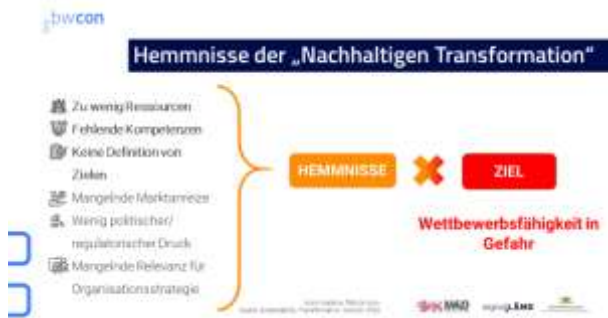 bwcon
Hemmnisse der „Nachhaltigen Transformation"
Zu wenig Ressourcen
Fehlende Kompetenzen
Keine Definition von
Zielen
Mangelnde Marktanreize
Wenig politischer/
regulatorischer Druck
Mangelnde Relevanz für
Organisationsstrategie
HEMMNISSE
ZIEL
Wettbewerbsfähigkeit in
Gefahr